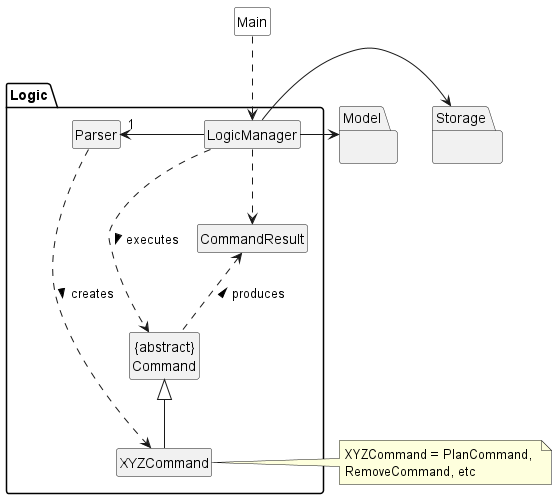 Main
Logic
Parser
1
LogicManager
Model
Storage
executes
CommandResult
creates
produces
{abstract}
Command
XYZCommand
XYZCommand = PlanCommand,
RemoveCommand, etc